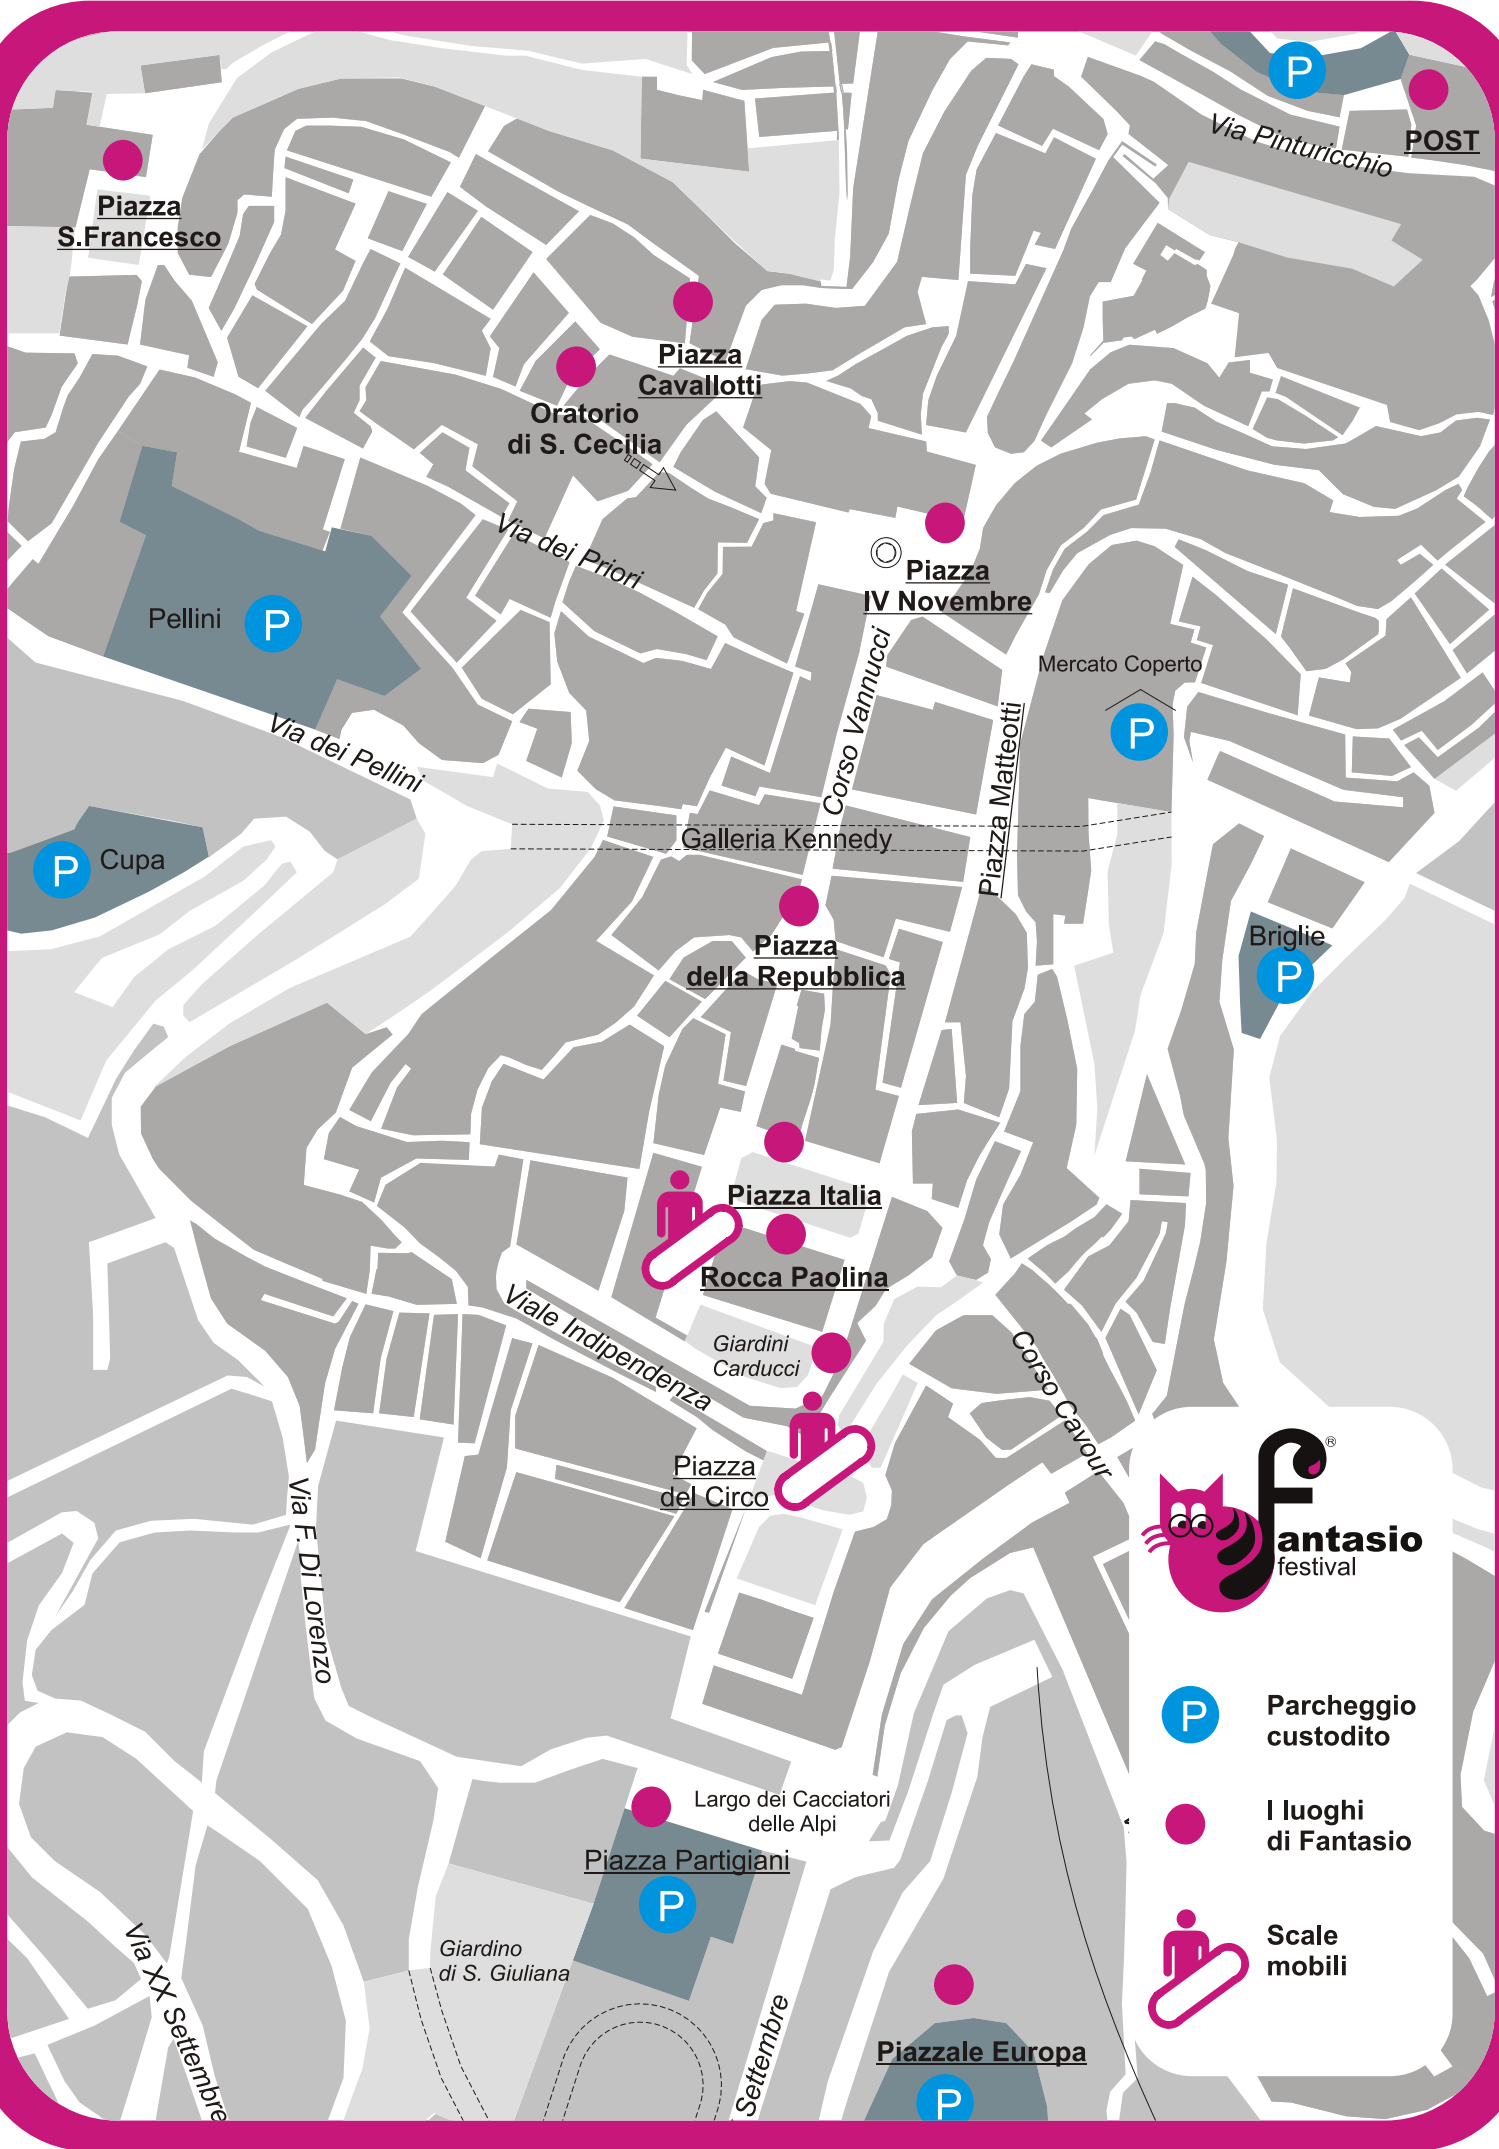 P
POST
Via Pinturicchio
Piazza
S.Francesco
Piazza
Cavallotti
Oratorio
di S. Cecilia
Via dei Priori
Piazza
IV Novembre
Pellini
P
Mercato Coperto
P
Corso Vannucci
Piazza Matteotti
Via dei Pellini
Galleria Kennedy
P
Cupa
Piazza
della Repubblica
Briglie
P
Piazza Italia
Rocca Paolina
Viale Indipendenza
Giardini
Carducci
Corso Cavour
Piazza
del Circo
Via F. Di Lorenzo
fantasio
®
festival
P
Parcheggio
custodito
Largo dei Cacciatori
delle Alpi
I luoghi
di Fantasio
Piazza Partigiani
P
Giardino
di S. Giuliana
Scale
mobili
Via XX Settembre
Settembre
Piazzale Europa
P